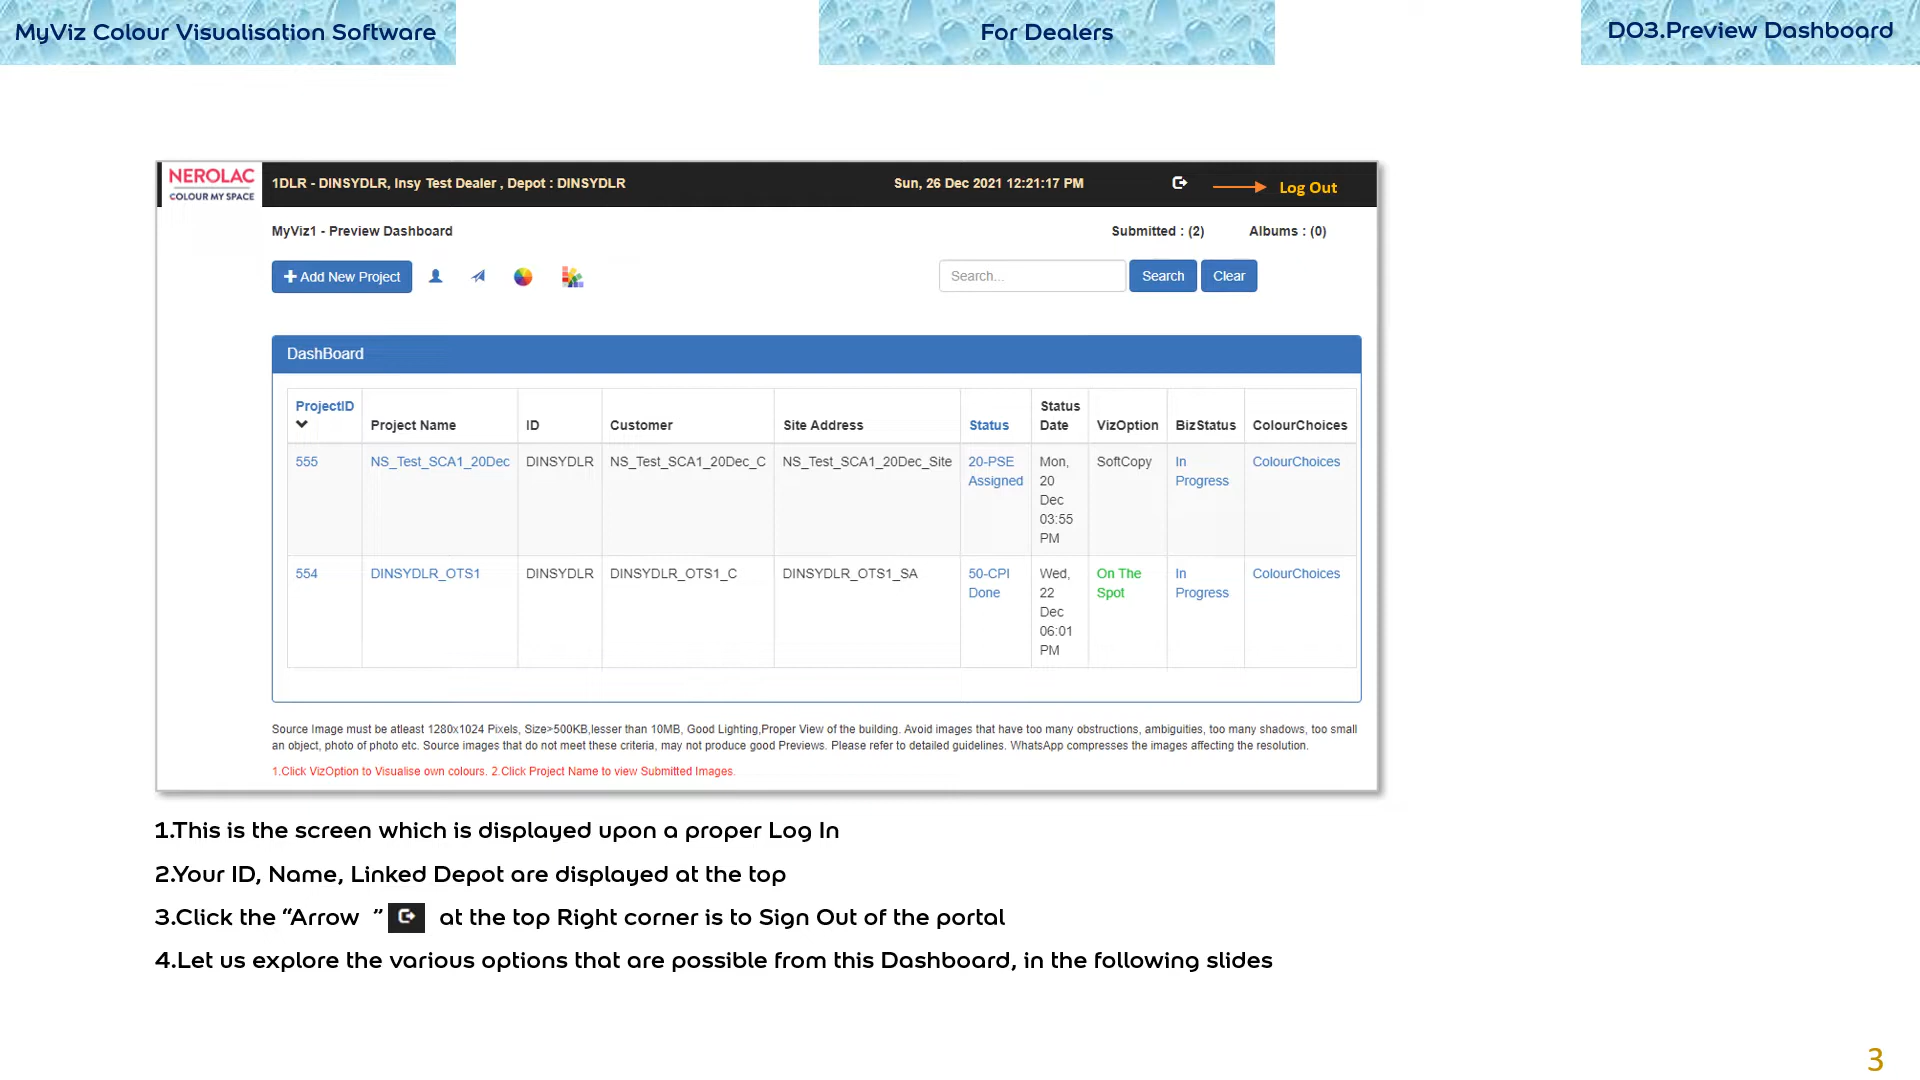 MyViz Colour Visualisation Software
For Dealers
DO3.Preview Dashboard
NEROLAC
COLOUR MY SPACE
1DLR - DINSYDLR, Insy Test Dealer , Depot : DINSYDLR
Sun, 26 Dec 2021 12:21:17 PM
Log Out
MyViz1 - Preview Dashboard
Submitted : (2)
Albums : (0)
Add New Project
Search...
Search
Clear
DashBoard
ProjectID
Project Name
ID
Customer
Site Address
Status
Status
Date
VizOption
BizStatus
ColourChoices
555
NS_Test_SCA1_20Dec
DINSYDLR
NS_Test_SCA1_20Dec_C
NS_Test_SCA1_20Dec_Site
20-PSE
Assigned
Mon,
20
Dec
03:55
PM
SoftCopy
In
Progress
ColourChoices
554
DINSYDLR_OTS1
DINSYDLR
DINSYDLR_OTS1_C
DINSYDLR_OTS1_SA
50-CPI
Done
Wed,
22
Dec
06:01
PM
On The
Spot
In
Progress
ColourChoices
Source Image must be atleast 1280x1024 Pixels, Size>500KB,lesser than 10MB, Good Lighting,Proper View of the building. Avoid images that have too many obstructions, ambiguities, too many shadows, too small
an object, photo of photo etc. Source images that do not meet these criteria, may not produce good Previews. Please refer to detailed guidelines. WhatsApp compresses the images affecting the resolution.
1.Click VizOption to Visualise own colours. 2.Click Project Name to view Submitted Images.
1.This is the screen which is displayed upon a proper Log In
2.Your ID, Name, Linked Depot are displayed at the top
3.Click the “Arrow ” at the top Right corner is to Sign Out of the portal
4.Let us explore the various options that are possible from this Dashboard, in the following slides
3